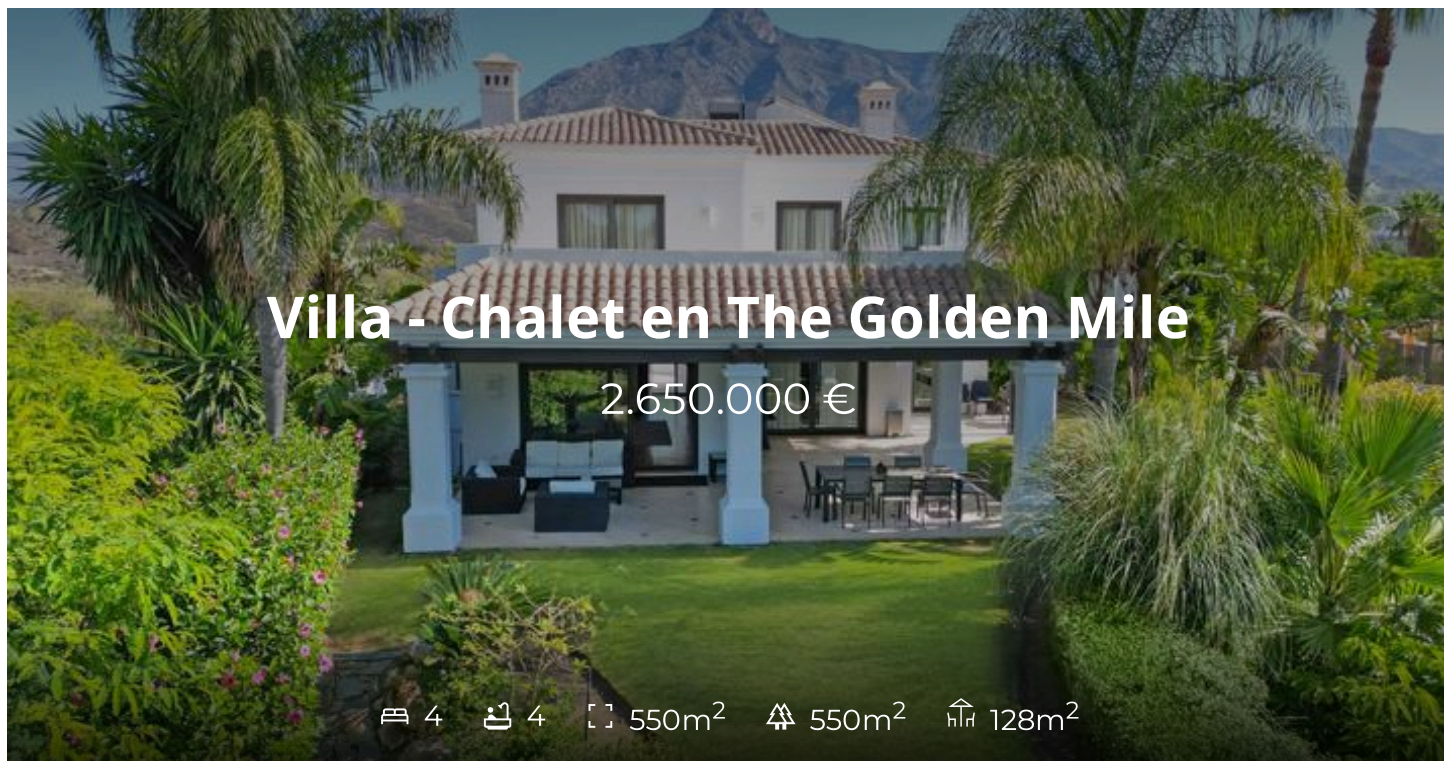 Villa - Chalet en The Golden Mile
2.650.000 €
4 4 550m² 550m² 128m²